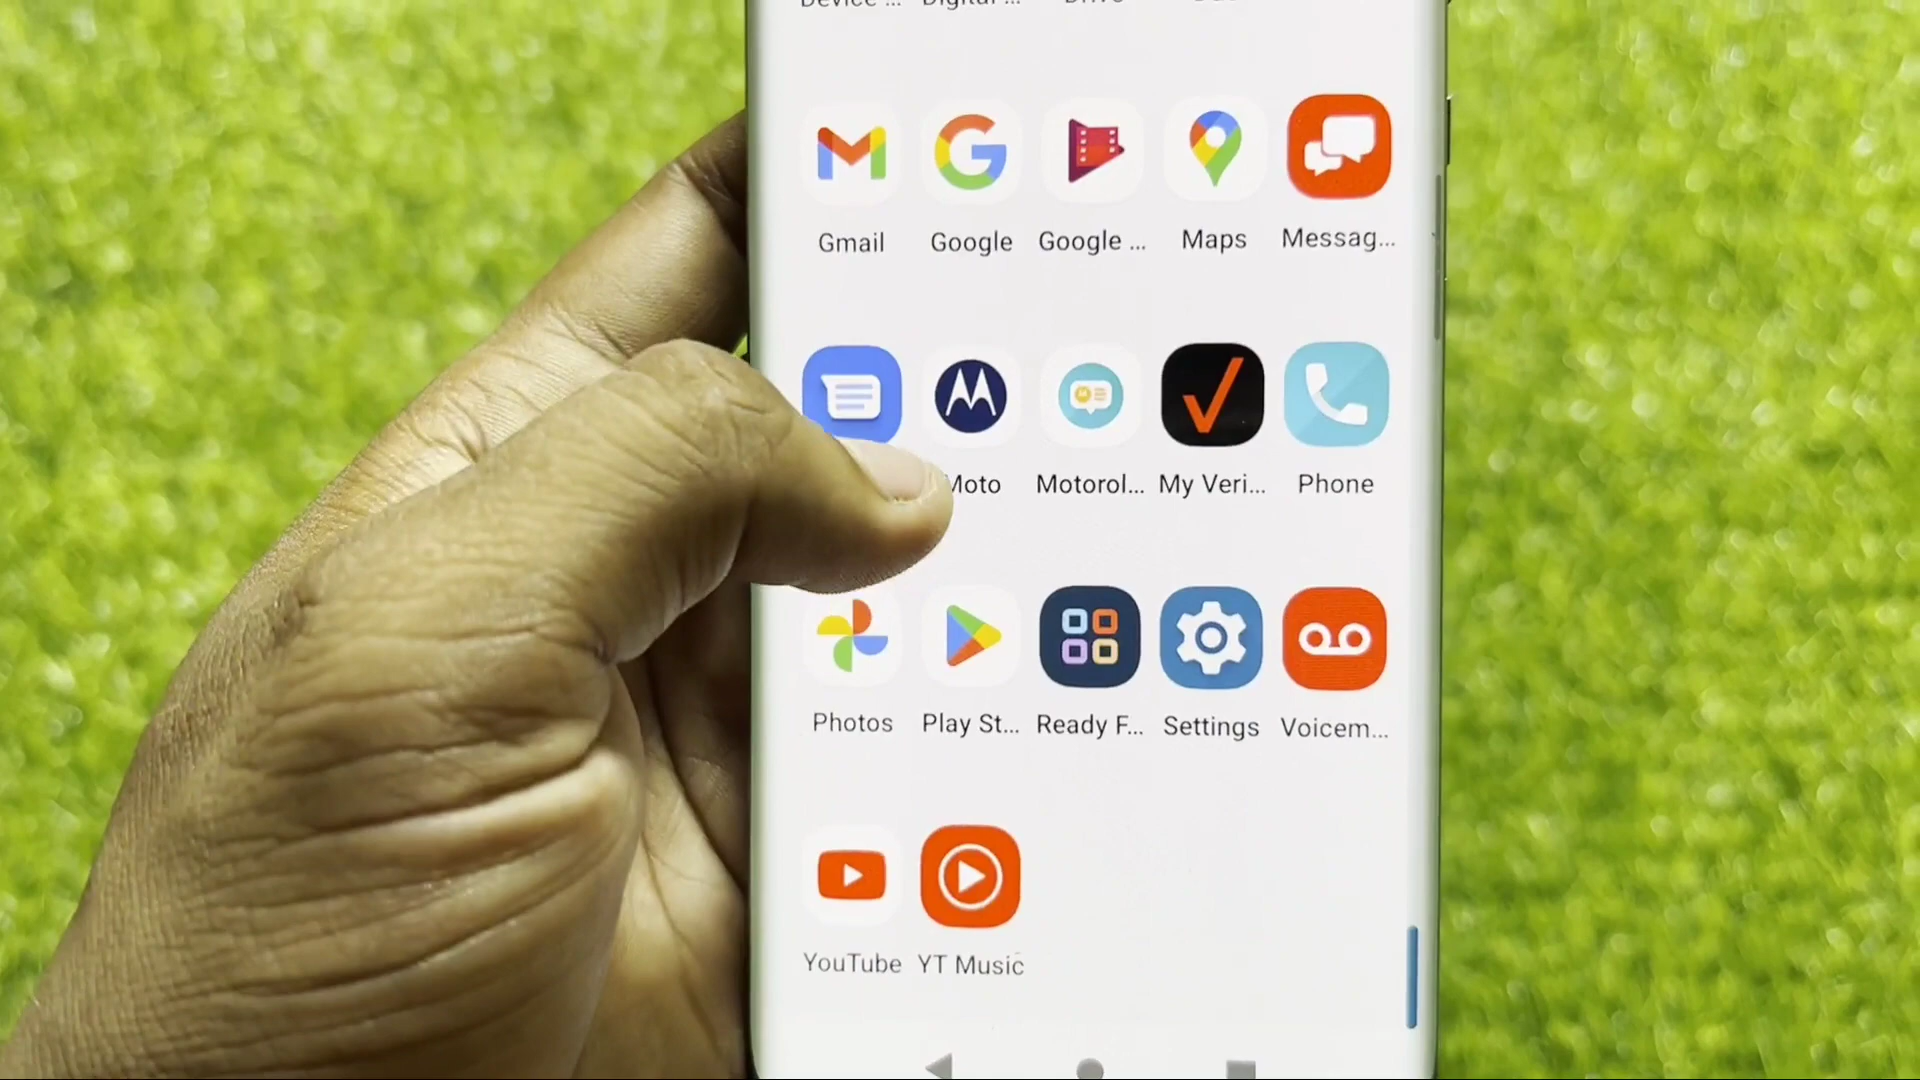 Device ... Digital ... Drive
Gmail Google Google ... Maps Messag...
Moto Motorol... My Veri... Phone
Photos Play St... Ready F... Settings Voicem...
YouTube YT Music